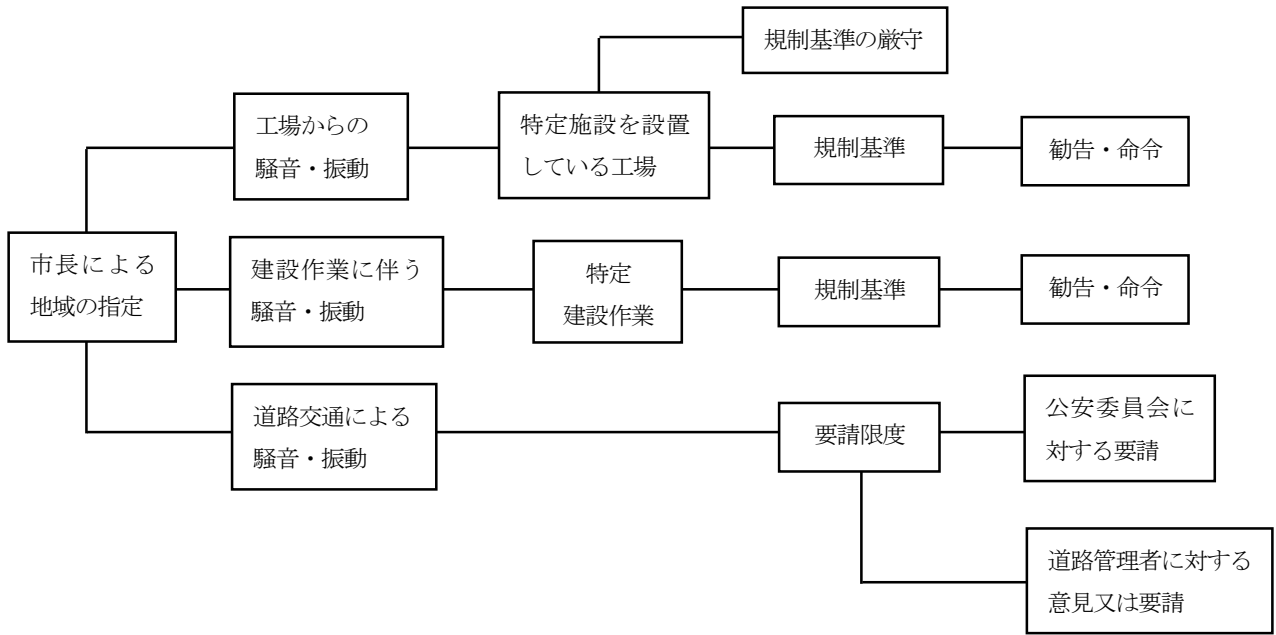 規制基準の厳守
工場からの
騒音・振動
特定施設を設置
している工場
規制基準
勧告・命令
市長による
地域の指定
建設作業に伴う
騒音・振動
特定
建設作業
規制基準
勧告・命令
道路交通による
騒音・振動
要請限度
公安委員会に
対する要請
道路管理者に対する
意見又は要請